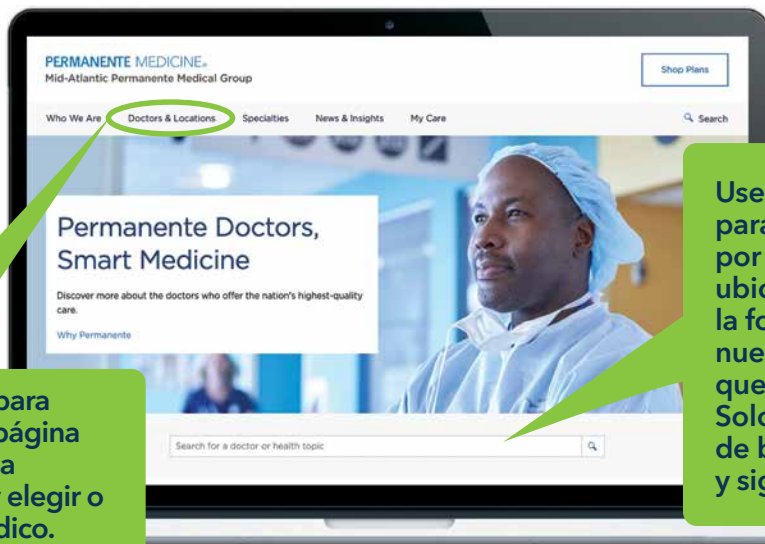 PERMANENTE MEDICINE®
Mid-Atlantic Permanente Medical Group
Shop Plans
Who We Are Doctors & Locations Specialties News & Insights My Care Search
Permanente Doctors,
Smart Medicine
Discover more about the doctors who offer the nation's highest-quality
care.
Why Permanente
Search for a doctor or health topic
para
página
a
elegir o
dico.
Use
para
por
ubic
la fo
nue
que
Solo
de b
y sig